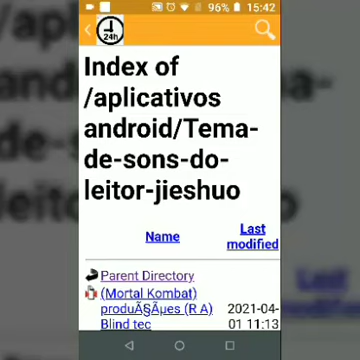 96% 15:42
24h
Index of
/aplicativos
android/Tema-
de-sons-do-
leitor-jieshuo
Name Last
modified
Parent Directory
(Mortal Kombat)
produÃ§Ãµes (R A) 2021-04-
Blind tec 01 11:13